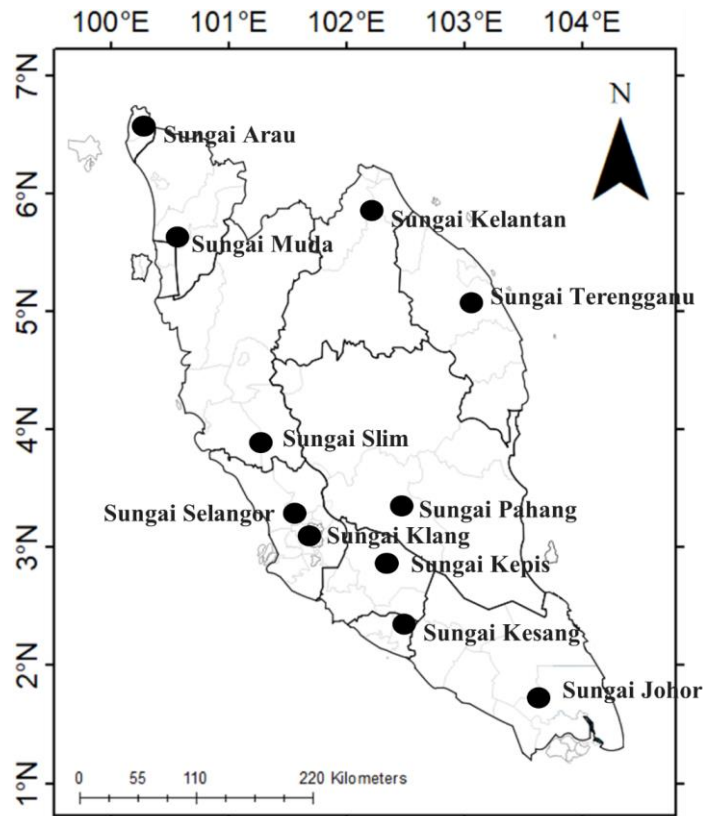 100°E 101°E 102°E 103°E 104°E
7°N
N
Sungai Arau
6°N
Sungai Kelantan
Sungai Muda
Sungai Terengganu
5°N
4°N
Sungai Slim
Sungai Selangor
Sungai Pahang
Sungai Klang
3°N
Sungai Kepis
Sungai Kesang
2°N
Sungai Johor
0 55 110 220 Kilometers
1°N